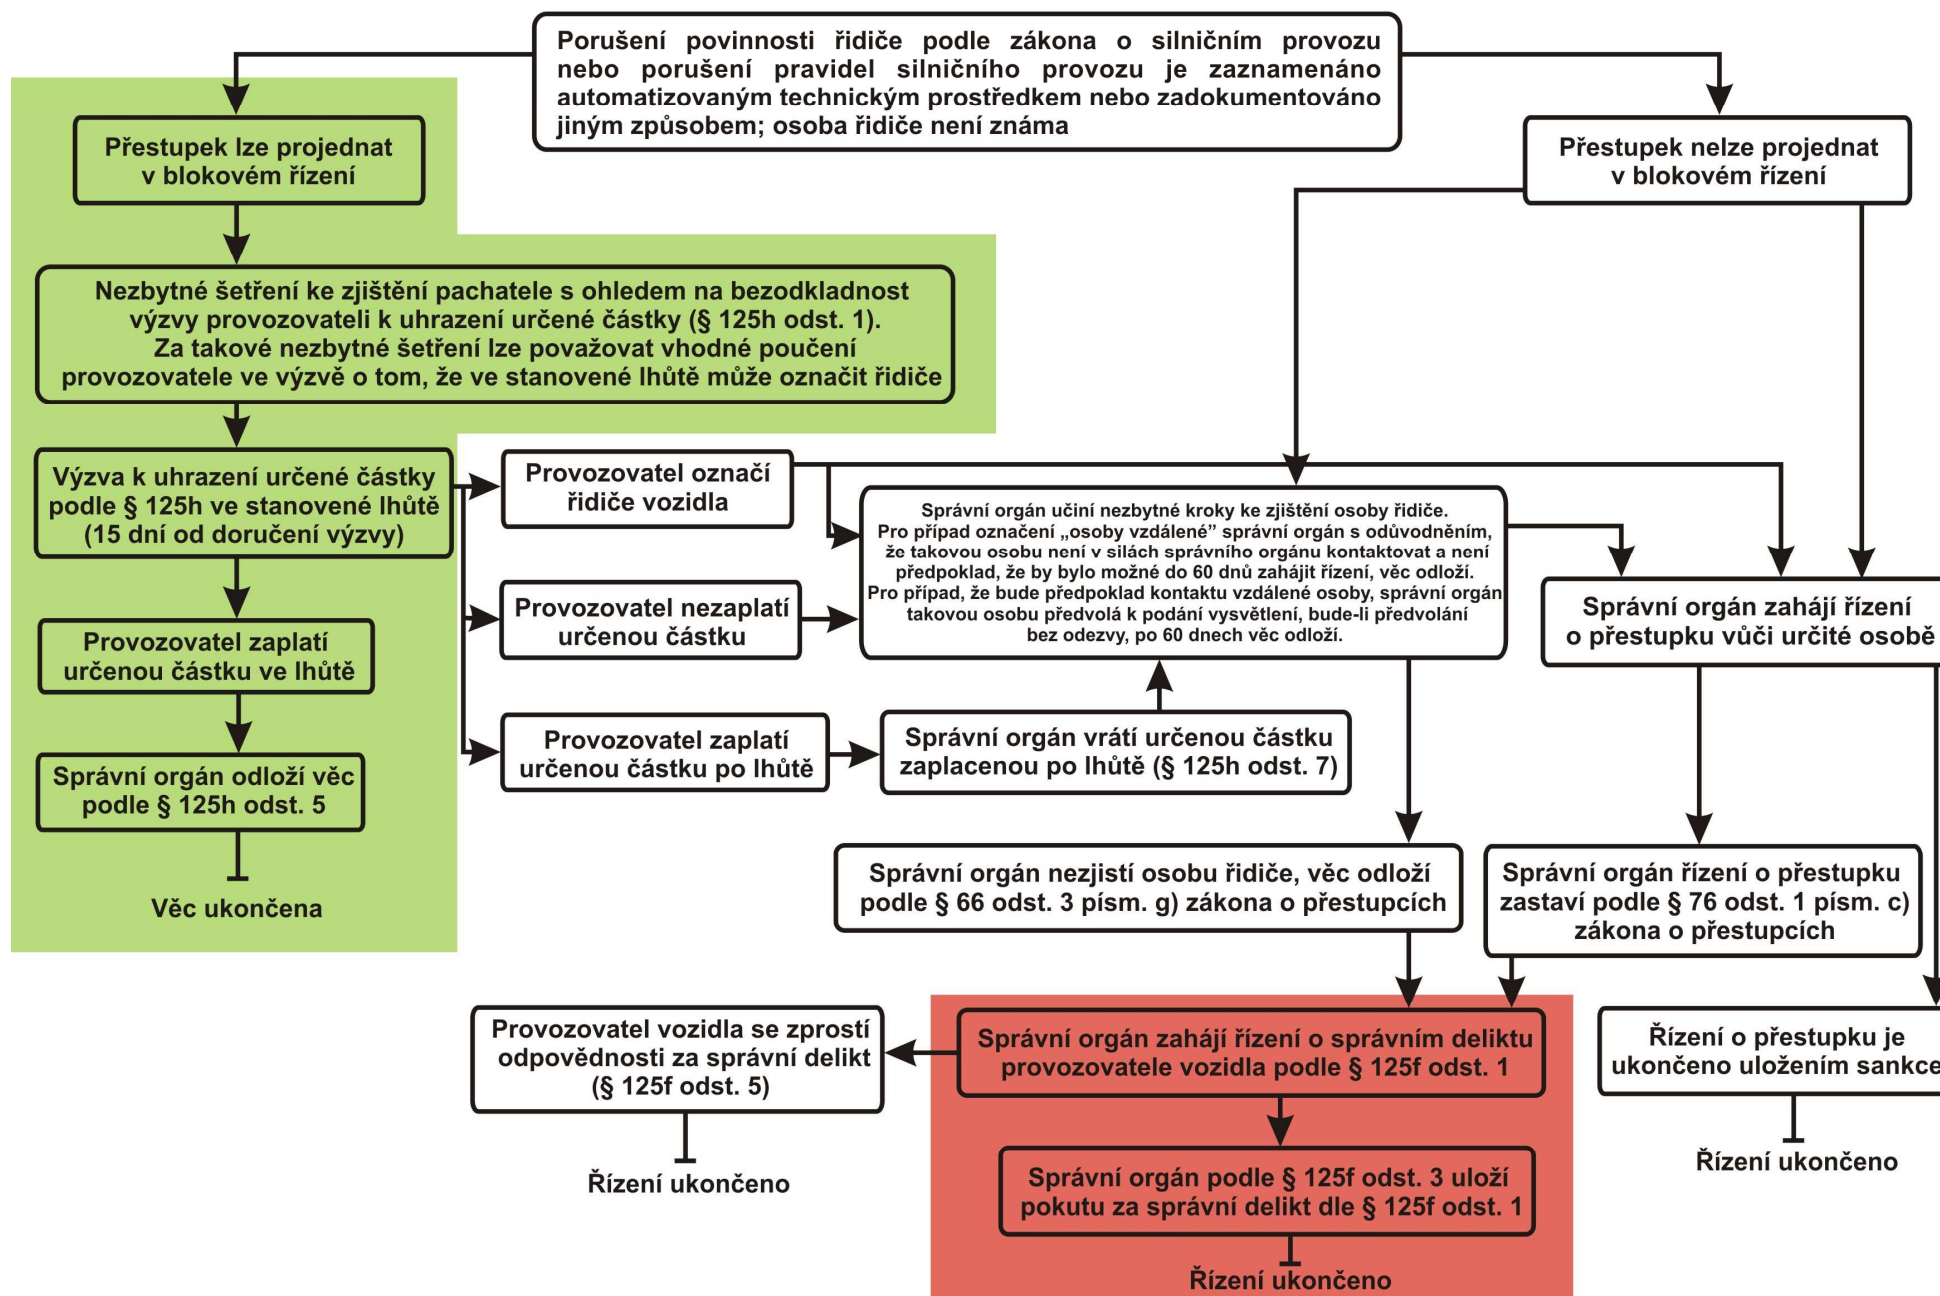 Porušení povinnosti řidiče podle zákona o silničním provozu
nebo porušení pravidel silničního provozu je zaznamenáno
automatizovaným technickým prostředkem nebo zadokumentováno
jiným způsobem; osoba řidiče není známa
Přestupek lze projednat
v blokovém řízení
Přestupek nelze projednat
v blokovém řízení
Nezbytné šetření ke zjištění pachatele s ohledem na bezodkladnost
výzvy provozovateli k uhrazení určené částky (§ 125h odst. 1).
Za takové nezbytné šetření lze považovat vhodné poučení
provozovatele ve výzvě o tom, že ve stanovené lhůtě může označit řidiče
Výzva k uhrazení určené částky
podle § 125h ve stanovené lhůtě
(15 dní od doručení výzvy)
Provozovatel označí
řidiče vozidla
Správní orgán učiní nezbytné kroky ke zjištění osoby řidiče.
Pro případ označení „osoby vzdálené” správní orgán s odůvodněním,
že takovou osobu není v silách správního orgánu kontaktovat a není
předpoklad, že by bylo možné do 60 dnů zahájit řízení, věc odloží.
Pro případ, že bude předpoklad kontaktu vzdálené osoby, správní orgán
takovou osobu předvolá k podání vysvětlení, bude-li předvolání
bez odezvy, po 60 dnech věc odloží.
Provozovatel nezaplatí
určenou částku
Správní orgán zahájí řízení
o přestupku vůči určité osobě
Provozovatel zaplatí
určenou částku ve lhůtě
Provozovatel zaplatí
určenou částku po lhůtě
Správní orgán vrátí určenou částku
zaplacenou po lhůtě (§ 125h odst. 7)
Správní orgán odloží věc
podle § 125h odst. 5
Věc ukončena
Správní orgán nezjistí osobu řidiče, věc odloží
podle § 66 odst. 3 písm. g) zákona o přestupcích
Správní orgán řízení o přestupku
zastaví podle § 76 odst. 1 písm. c)
zákona o přestupcích
Provozovatel vozidla se zprostí
odpovědnosti za správní delikt
(§ 125f odst. 5)
Správní orgán zahájí řízení o správním deliktu
provozovatele vozidla podle § 125f odst. 1
Řízení o přestupku je
ukončeno uložením sankce
Řízení ukončeno
Správní orgán podle § 125f odst. 3 uloží
pokutu za správní delikt dle § 125f odst. 1
Řízení ukončeno
Řízení ukončeno